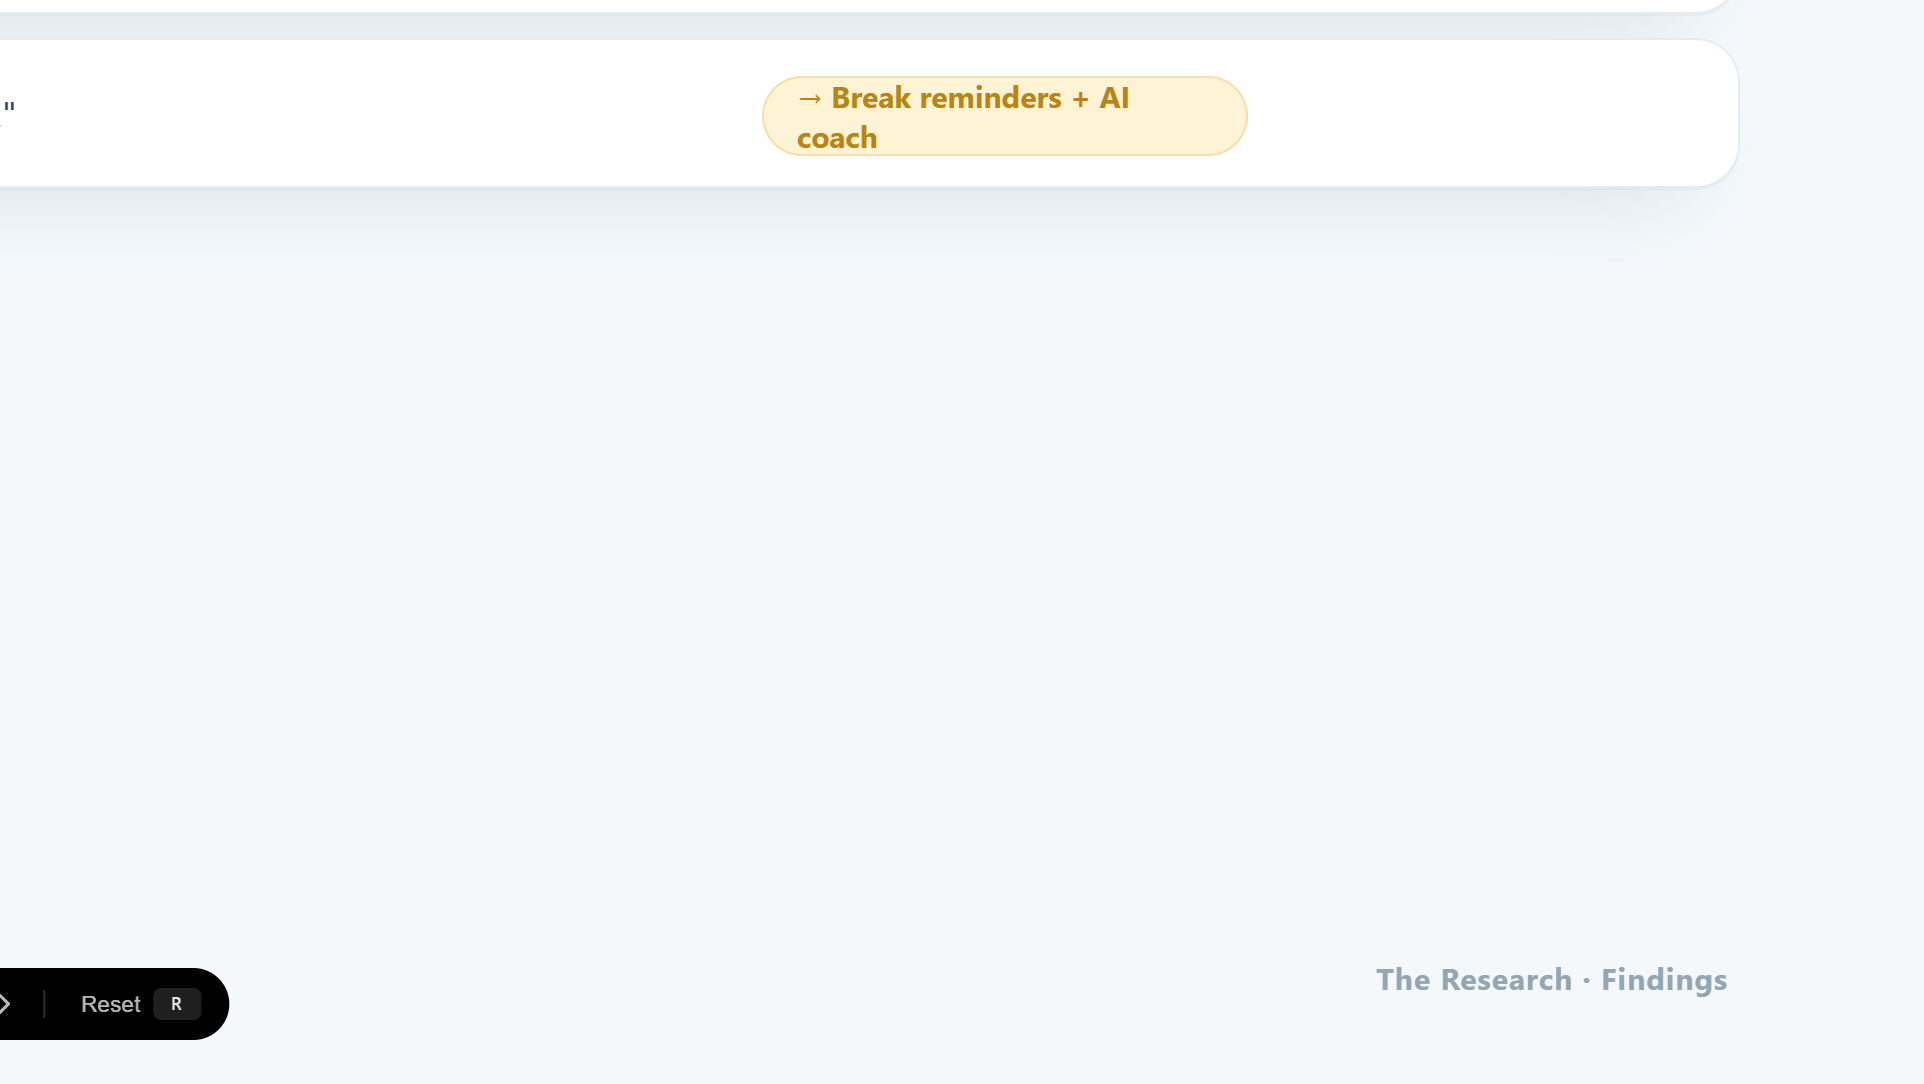 "
→ Break reminders + AI
coach
The Research · Findings
Reset R